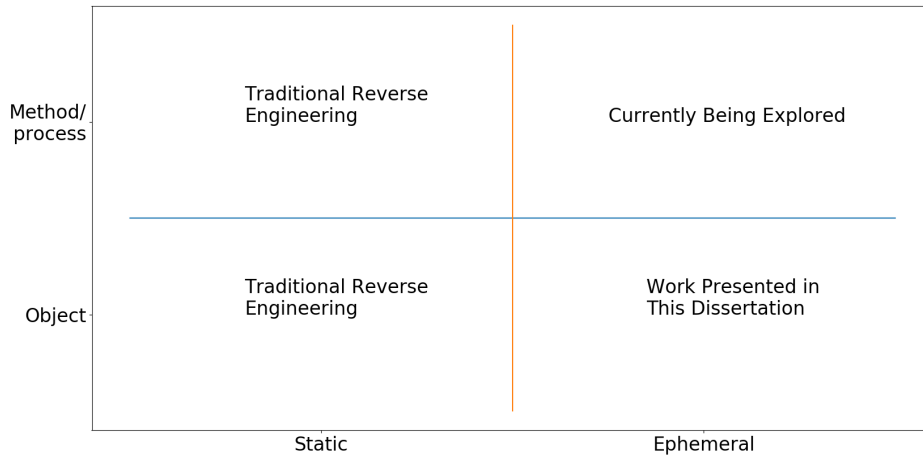 Method/
process
Traditional Reverse
Engineering
Currently Being Explored
Object
Traditional Reverse
Engineering
Work Presented in
This Dissertation
Static
Ephemeral